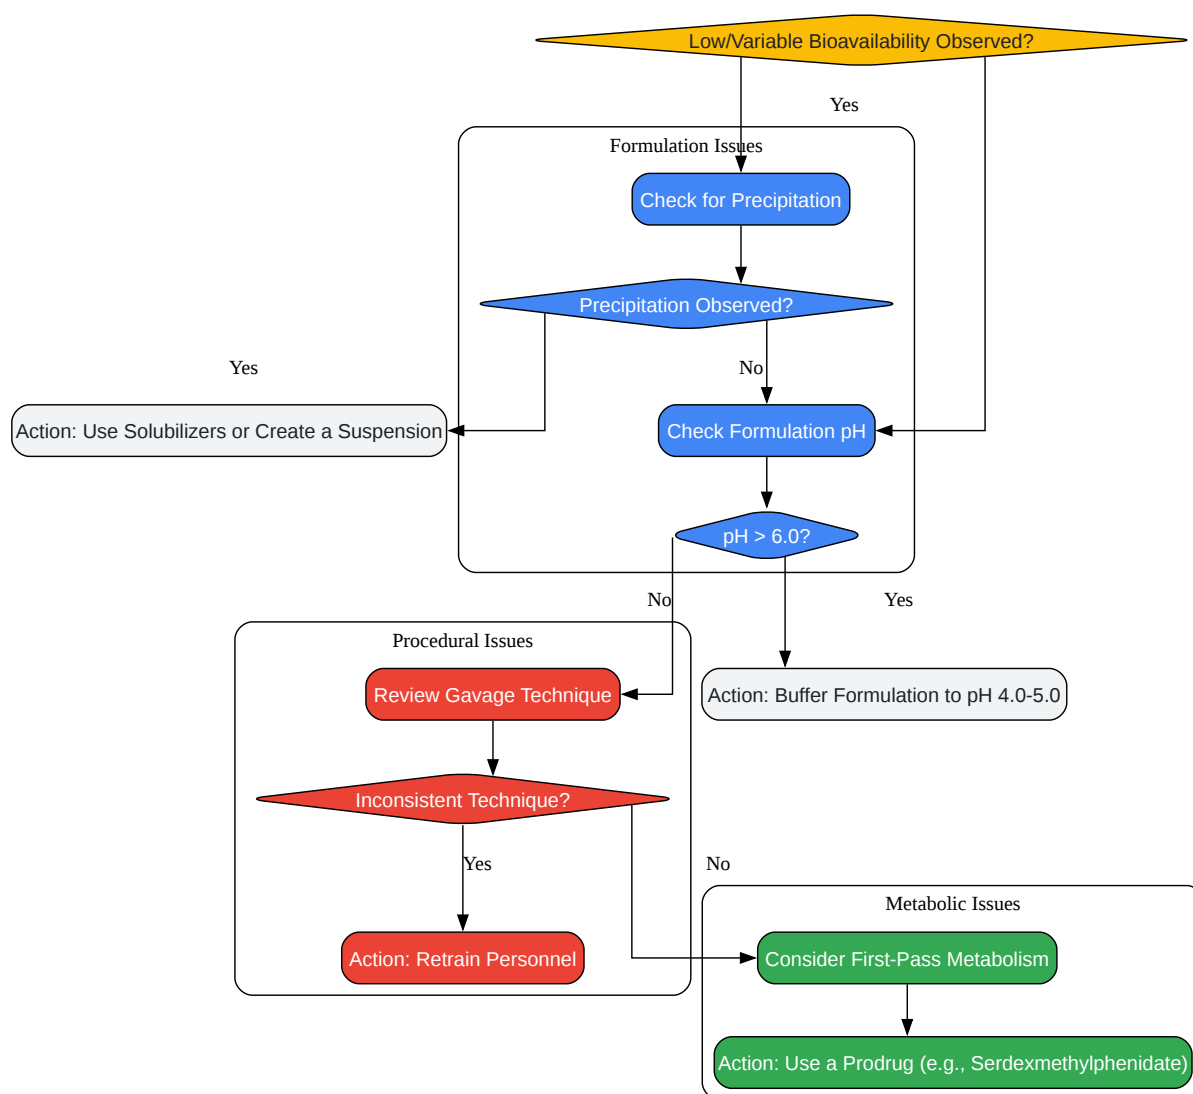 Low/Variable Bioavailability Observed?
Yes
Formulation Issues
Check for Precipitation
Precipitation Observed?
Yes
No
Action: Use Solubilizers or Create a Suspension
Check Formulation pH
pH > 6.0?
No
Yes
Procedural Issues
Review Gavage Technique
Action: Buffer Formulation to pH 4.0-5.0
Inconsistent Technique?
Yes
No
Metabolic Issues
Action: Retrain Personnel
Consider First-Pass Metabolism
Action: Use a Prodrug (e.g., Serdexmethylphenidate)